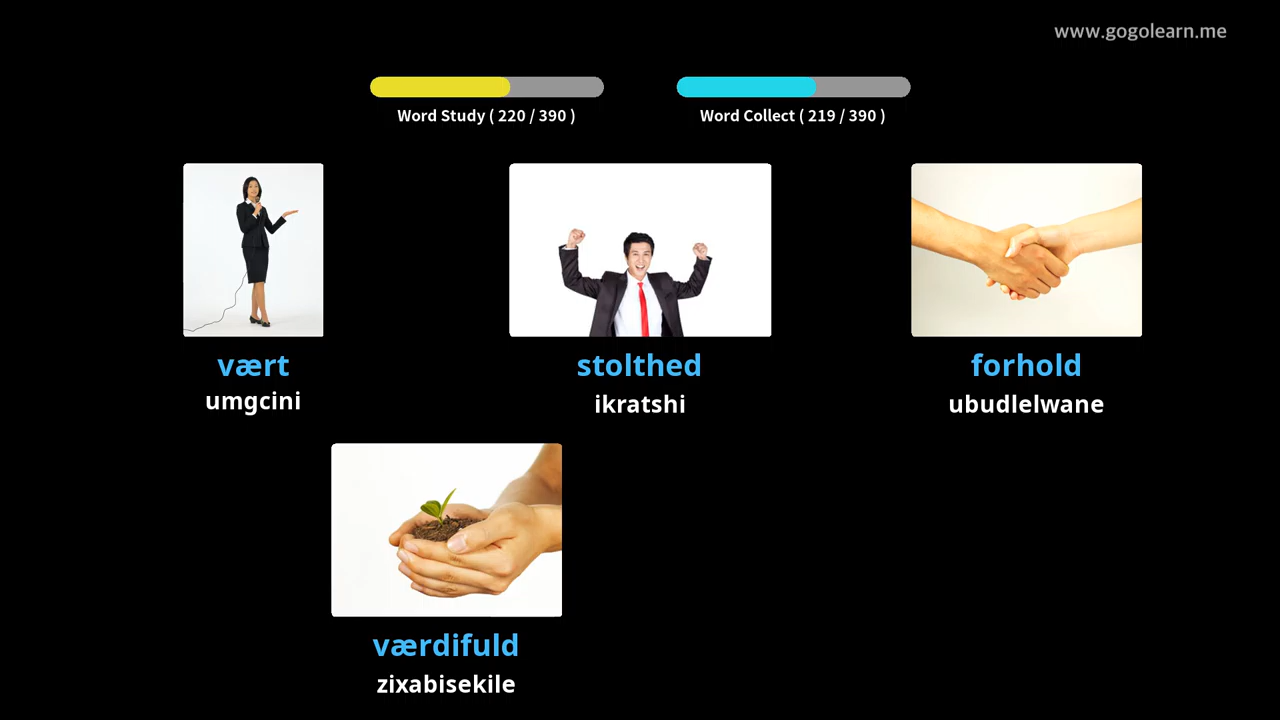 www.gogolearn.me
Word Study ( 220 / 390 )
Word Collect ( 219 / 390 )
vært
umgcini
stolthed
ikratshi
forhold
ubudlelwane
værdifuld
zixabisekile